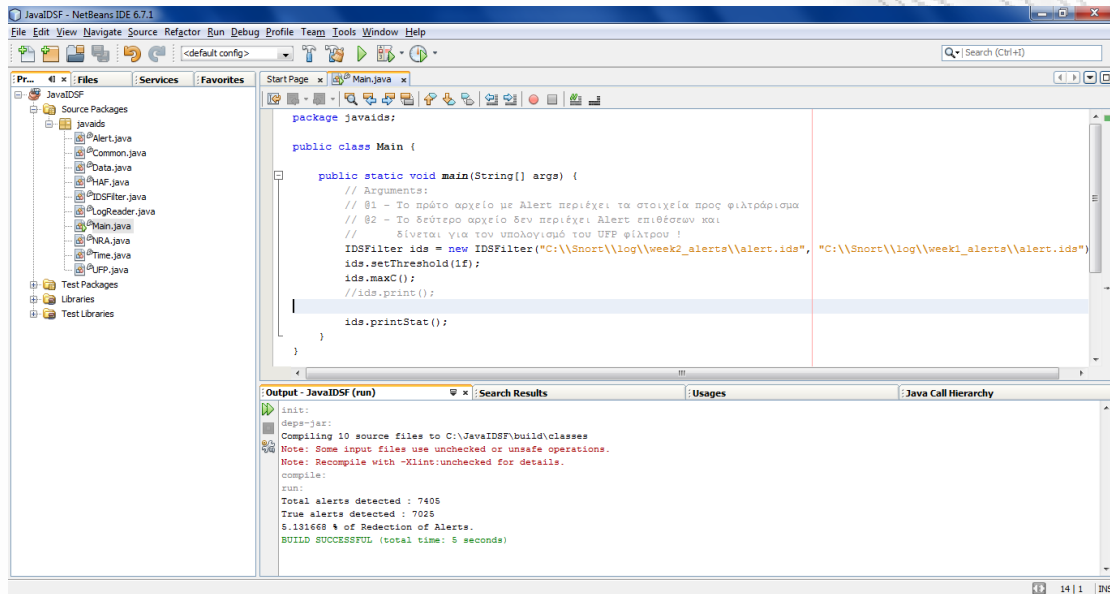 JavaIDSF - NetBeans IDE 6.7.1
File Edit View Navigate Source Refactor Run Debug Profile Team Tools Window Help
<default config>
Search (Ctrl+I)
Pr... Files Services Favorites
Start Page Main.java
JavaIDSF
Source Packages
javaids
Alert.java
Common.java
Data.java
HAF.java
IDSFilter.java
LogReader.java
Main.java
NRA.java
Time.java
UFP.java
Test Packages
Libraries
Test Libraries
package javaids;
public class Main {
public static void main(String[] args) {
// Arguments:
// @1 - Το πρώτο αρχείο με Alert περιέχει τα στοιχεία προς φιλτράρισμα
// @2 - Το δεύτερο αρχείο δεν περιέχει Alert επιθέσεων και
// δίνεται για τον υπολογισμό του UFP φίλτρου !
IDSFilter ids = new IDSFilter("C:\\Snort\\log\\week2_alerts\\alert.ids", "C:\\Snort\\log\\week1_alerts\\alert.ids")
ids.setThreshold(1f);
ids.maxC();
//ids.print();
ids.printStat();
}
}
Output - JavaIDSF (run) Search Results Usages Java Call Hierarchy
init:
deps-jar:
Compiling 10 source files to C:\JavaIDSF\build\classes
Note: Some input files use unchecked or unsafe operations.
Note: Recompile with -Xlint:unchecked for details.
compile:
run:
Total alerts detected : 7405
True alerts detected : 7025
5.131668 % of Redection of Alerts.
BUILD SUCCESSFUL (total time: 5 seconds)
14 | 1 INS